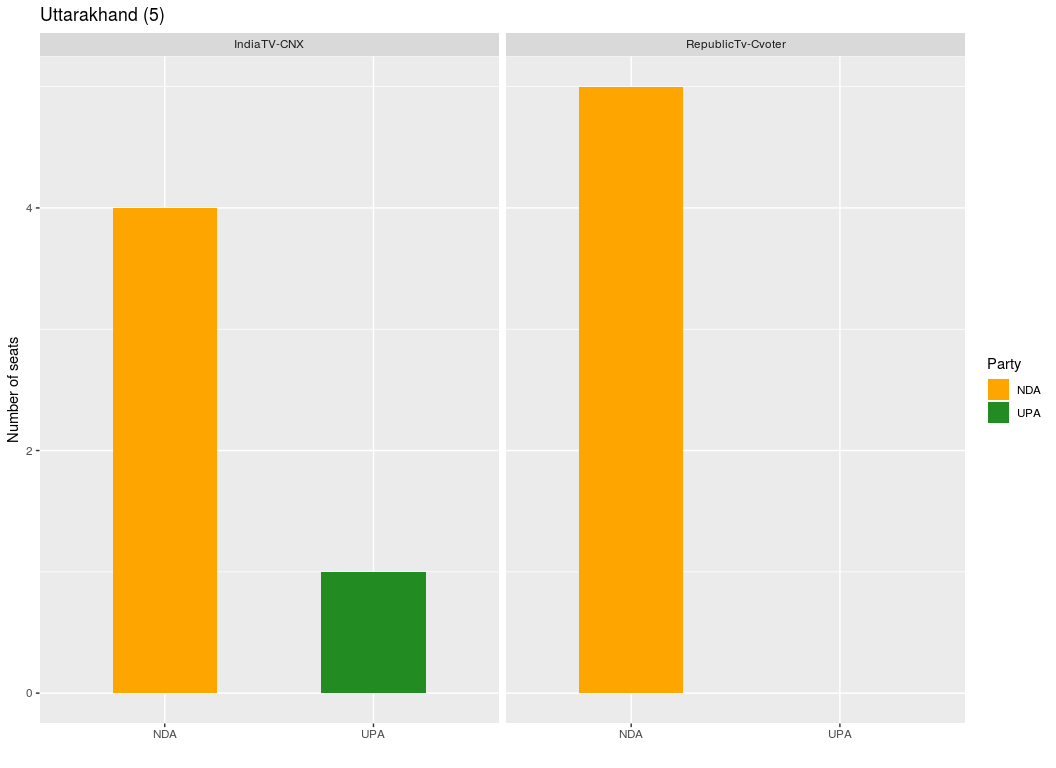 Uttarakhand (5)
IndiaTV-CNX
RepublicTv-Cvoter
Number of seats
4
2
0
NDA
UPA
NDA
UPA
Party
NDA
UPA